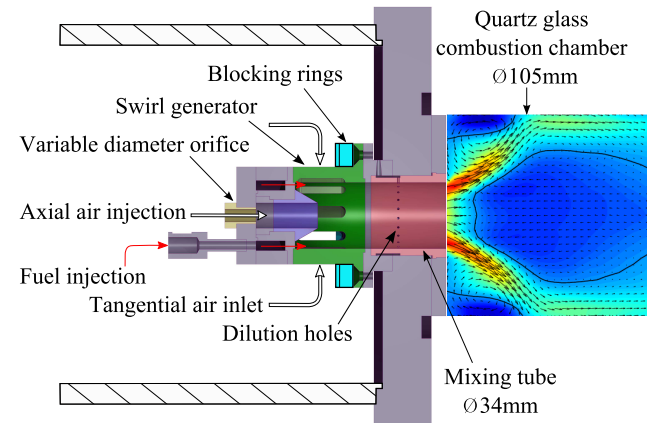 Quartz glass
combustion chamber
Ø105mm
Blocking rings
Swirl generator
Variable diameter orifice
Axial air injection
Fuel injection
Tangential air inlet
Dilution holes
Mixing tube
Ø34mm